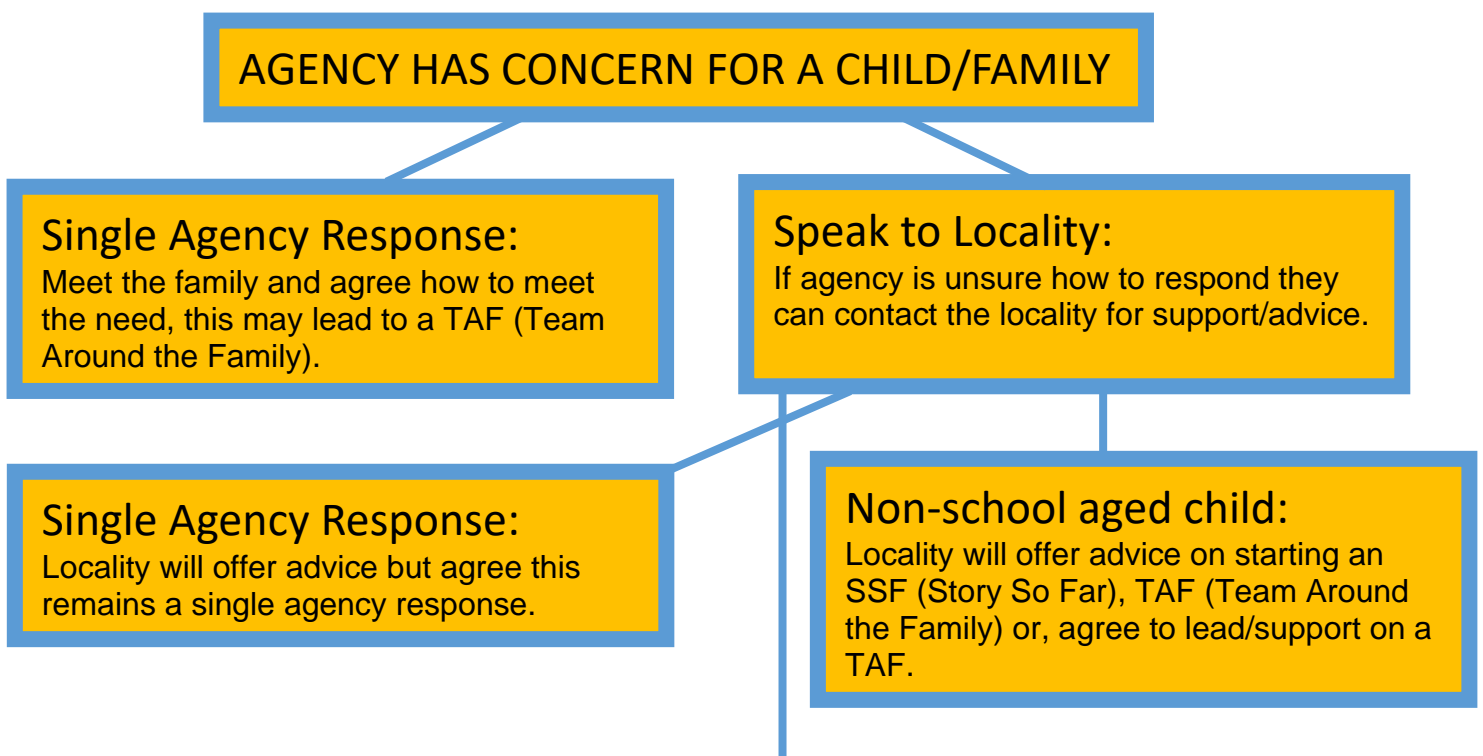 AGENCY HAS CONCERN FOR A CHILD/FAMILY
Single Agency Response:
Meet the family and agree how to meet
the need, this may lead to a TAF (Team
Around the Family).
Speak to Locality:
If agency is unsure how to respond they
can contact the locality for support/advice.
Single Agency Response:
Locality will offer advice but agree this
remains a single agency response.
Non-school aged child:
Locality will offer advice on starting an
SSF (Story So Far), TAF (Team Around
the Family) or, agree to lead/support on a
TAF.